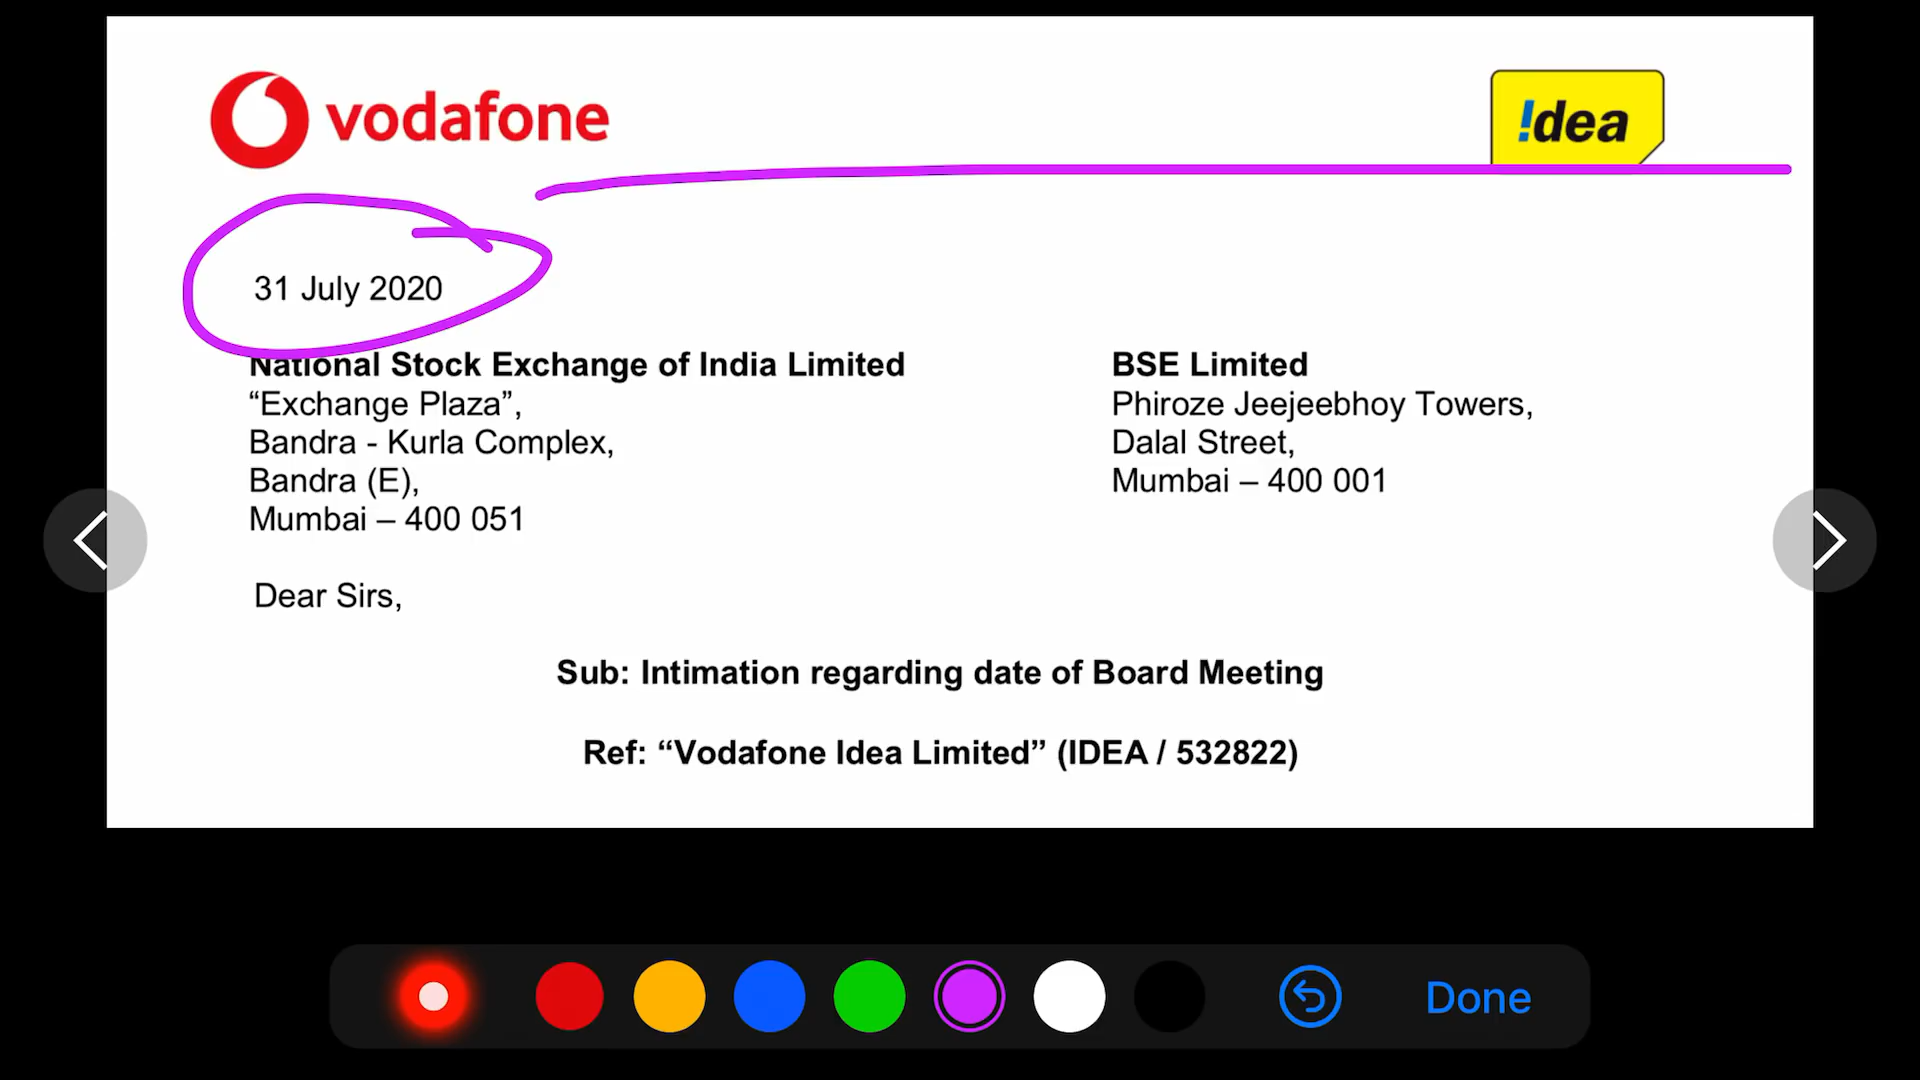 vodafone
!dea
31 July 2020
National Stock Exchange of India Limited
“Exchange Plaza”,
Bandra - Kurla Complex,
Bandra (E),
Mumbai – 400 051
BSE Limited
Phiroze Jeejeebhoy Towers,
Dalal Street,
Mumbai – 400 001
Dear Sirs,
Sub: Intimation regarding date of Board Meeting
Ref: “Vodafone Idea Limited” (IDEA / 532822)
Done